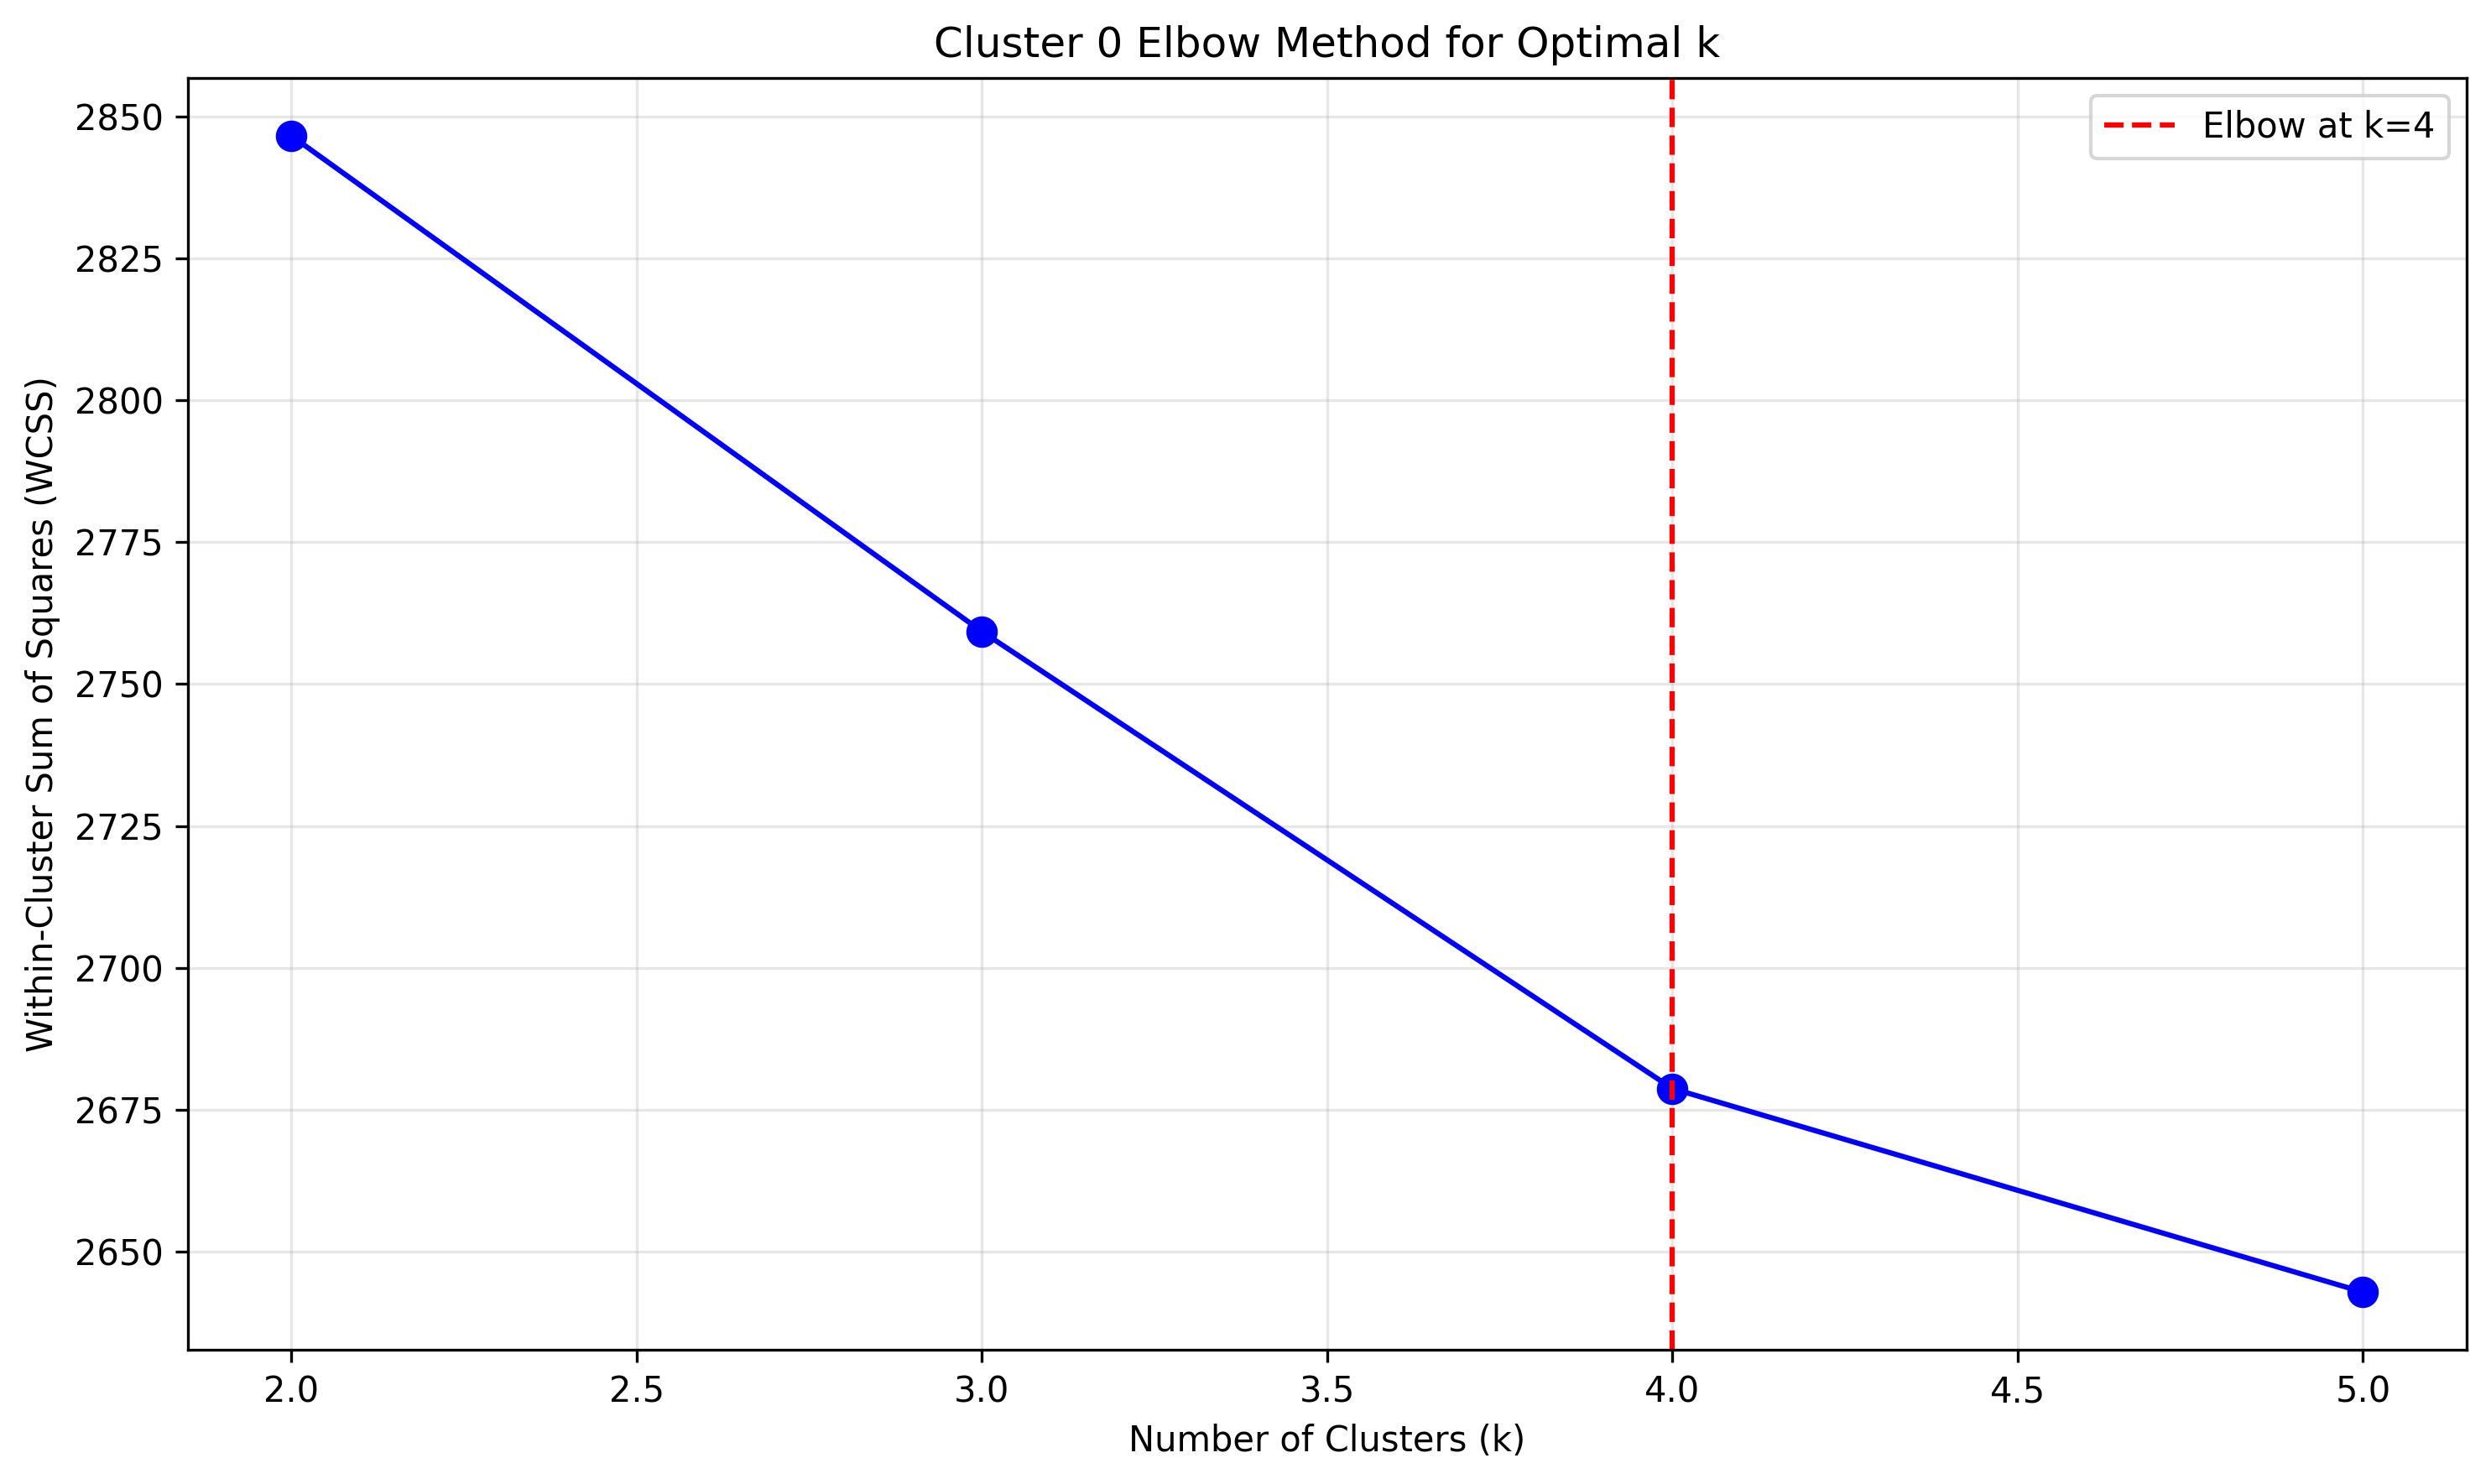 Cluster 0 Elbow Method for Optimal k
Elbow at k=4
Within-Cluster Sum of Squares (WCSS)
2850
2825
2800
2775
2750
2725
2700
2675
2650
2.0 2.5 3.0 3.5 4.0 4.5 5.0
Number of Clusters (k)